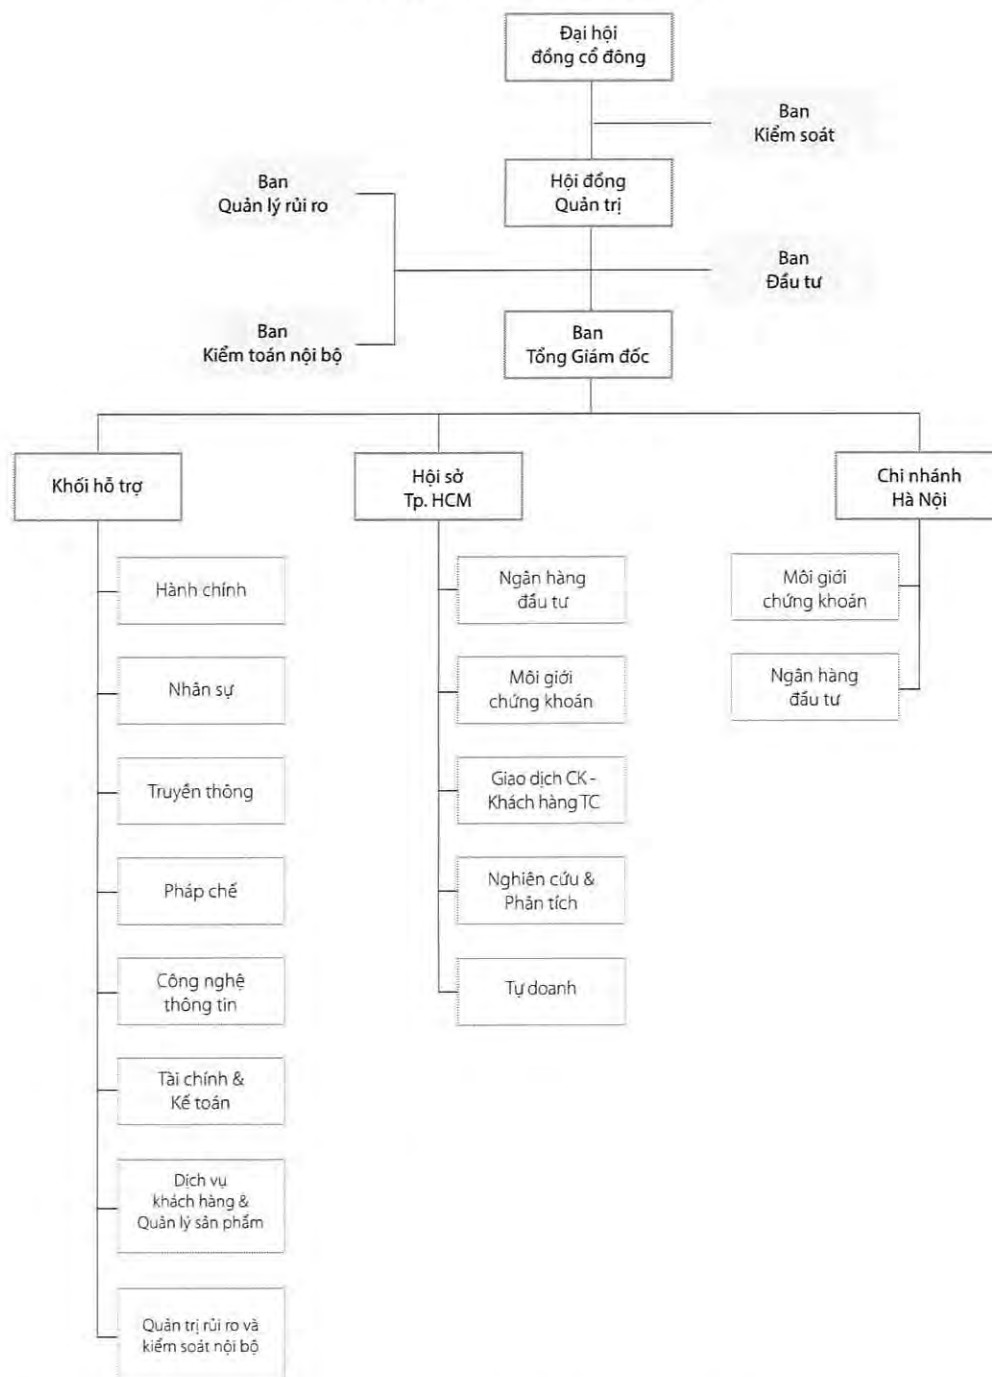 Đại hội
đồng cổ đông
Ban
Kiểm soát
Hội đồng
Quản trị
Ban
Quản lý rủi ro
Ban
Đầu tư
Ban
Kiểm toán nội bộ
Ban
Tổng Giám đốc
Khối hỗ trợ
Hội sở
Tp. HCM
Chi nhánh
Hà Nội
Hành chính
Nhân sự
Truyền thông
Pháp chế
Công nghệ
thông tin
Tài chính &
Kế toán
Dịch vụ
khách hàng &
Quản lý sản phẩm
Quản trị rủi ro và
kiểm soát nội bộ
Ngân hàng
đầu tư
Môi giới
chứng khoán
Giao dịch CK -
Khách hàng TC
Nghiên cứu &
Phân tích
Tự doanh
Môi giới
chứng khoán
Ngân hàng
đầu tư